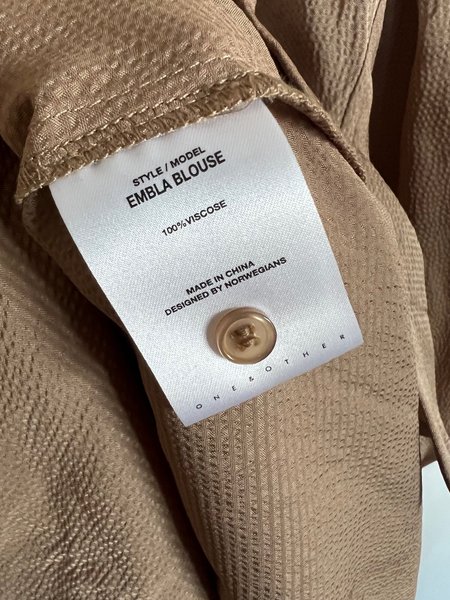 STYLE / MODEL
EMBLA BLOUSE
100%VISCOSE
MADE IN CHINA
DESIGNED BY NORWEGIANS
ONE & OTHER